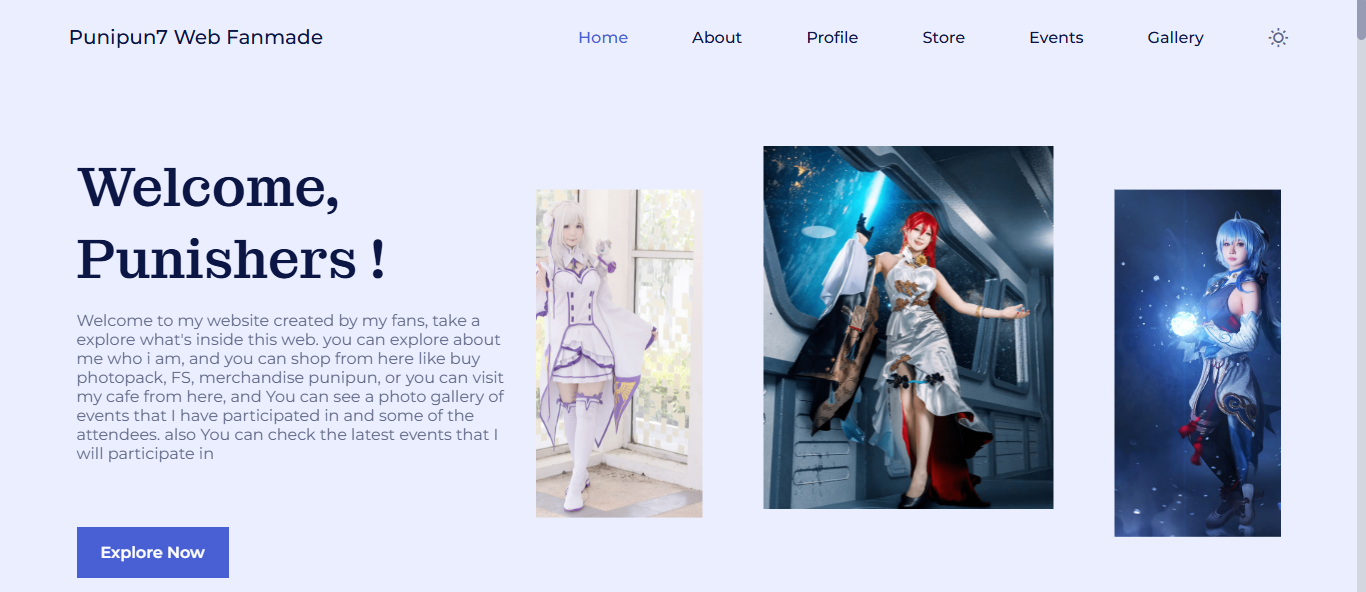 Punipun7 Web Fanmade
Home
About
Profile
Store
Events
Gallery
Welcome,
Punishers !
Welcome to my website created by my fans, take a
explore what's inside this web. you can explore about
me who i am, and you can shop from here like buy
photopack, FS, merchandise punipun, or you can visit
my cafe from here, and You can see a photo gallery of
events that I have participated in and some of the
attendees. also You can check the latest events that I
will participate in
Explore Now